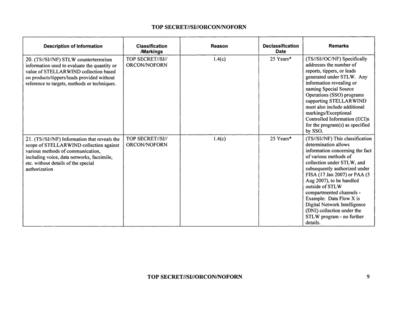 TOP SECRET//SI//ORCON/NOFORN
Description of Information
Classification
/Markings
Reason
Declassification
Date
Remarks
20. (TS//SI//NF) STLW counterterrorism
information used to evaluate the quantity or
value of STELLARWIND collection based
on products/tippers/leads provided without
reference to targets, methods or techniques.
TOP SECRET//SI//
ORCON/NOFORN
1.4(c)
25 Years*
(TS//SI//OC/NF) Specifically
addresses the number of
reports, tippers, or leads
generated under STLW. Any
information revealing or
naming Special Source
Operations (SSO) programs
supporting STELLARWIND
must also include additional
markings/Exceptional
Controlled Information (ECI)s
for the program(s) as specified
by SSO.
21. (TS//SI//NF) Information that reveals the
scope of STELLARWIND collection against
various methods of communication,
including voice, data networks, facsimile,
etc. without details of the special
authorization
TOP SECRET//SI//
ORCON/NOFORN
1.4(c)
25 Years*
(TS//SI//NF) This classification
determination allows
information concerning the fact
of various methods of
collection under STLW, and
subsequently authorized under
FISA (17 Jan 2007) or PAA (5
Aug 2007), to be handled
outside of STLW
compartmented channels -
Example: Data Flow X is
Digital Network Intelligence
(DNI) collection under the
STLW program - no further
details.
TOP SECRET//SI//ORCON/NOFORN
9